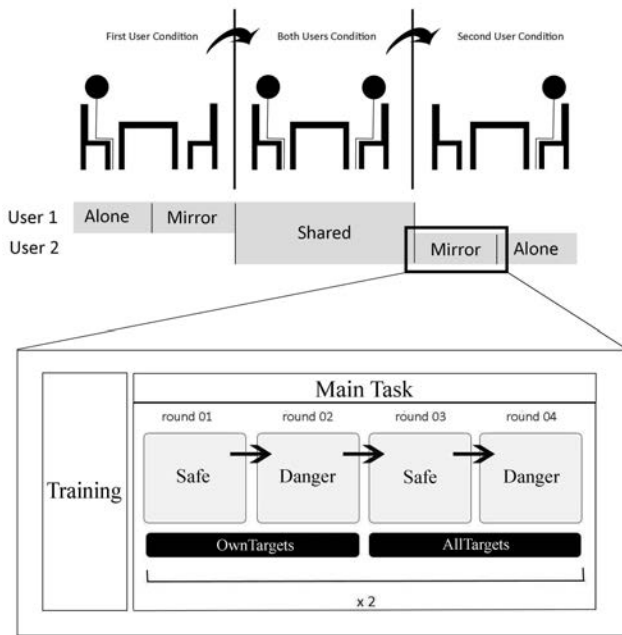 First User Condition
Both Users Condition
Second User Condition
User 1
Alone
Mirror
Shared
User 2
Mirror
Alone
Training
Main Task
round 01
round 02
round 03
round 04
Safe
Danger
Safe
Danger
OwnTargets
AllTargets
x 2